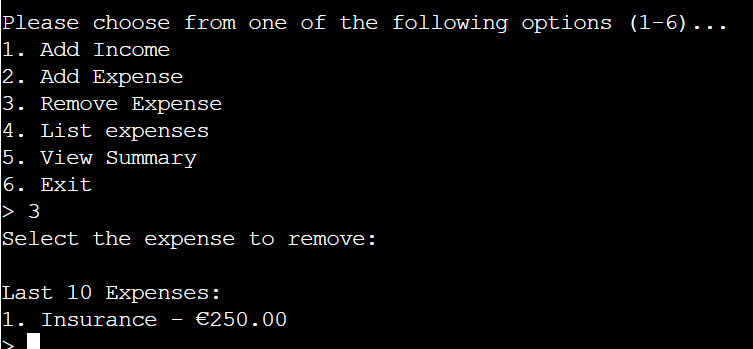 Please choose from one of the following options (1-6)...
1. Add Income
2. Add Expense
3. Remove Expense
4. List expenses
5. View Summary
6. Exit
> 3
Select the expense to remove:
Last 10 Expenses:
1. Insurance - €250.00
>